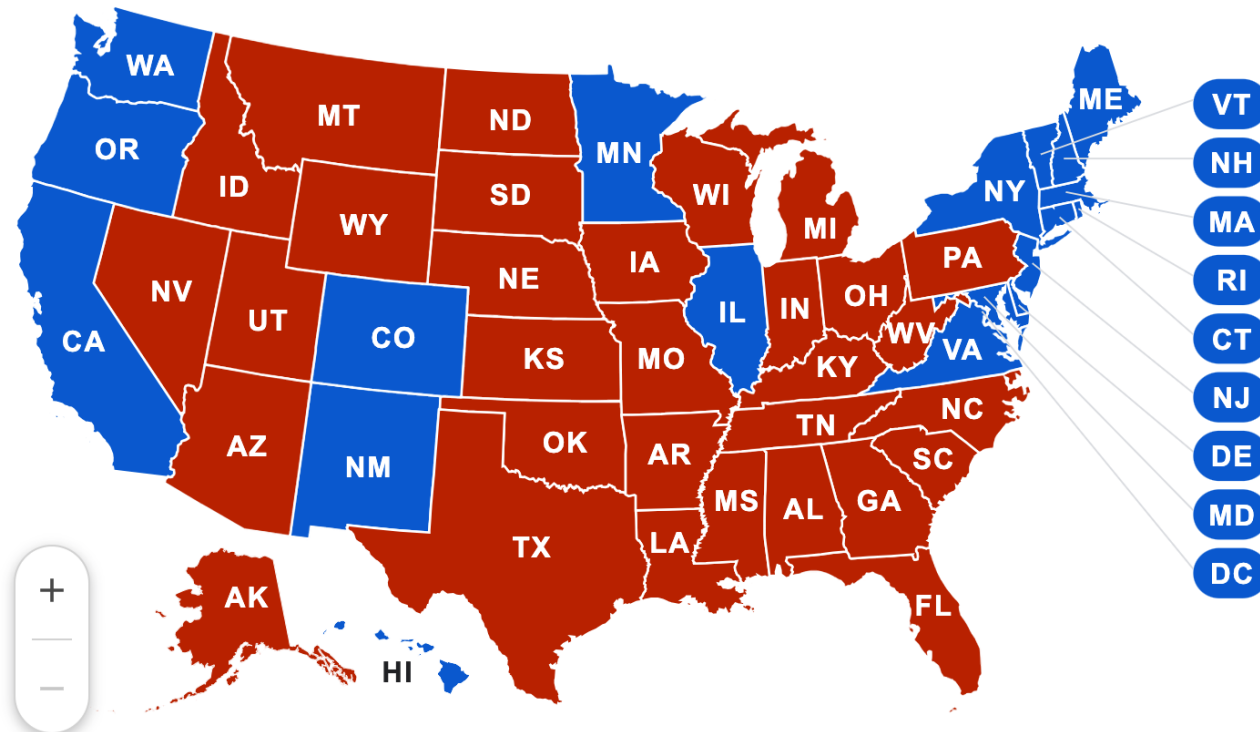 WA
MT
ND
MN
ME
VT
OR
ID
SD
WI
NY
NH
WY
MI
MA
IA
PA
NE
RI
NV
UT
IL
IN
OH
CO
WV
VA
CT
CA
KS
MO
KY
NJ
NC
TN
AZ
NM
OK
AR
SC
DE
MS
AL
GA
MD
TX
LA
DC
+
AK
FL
HI
−